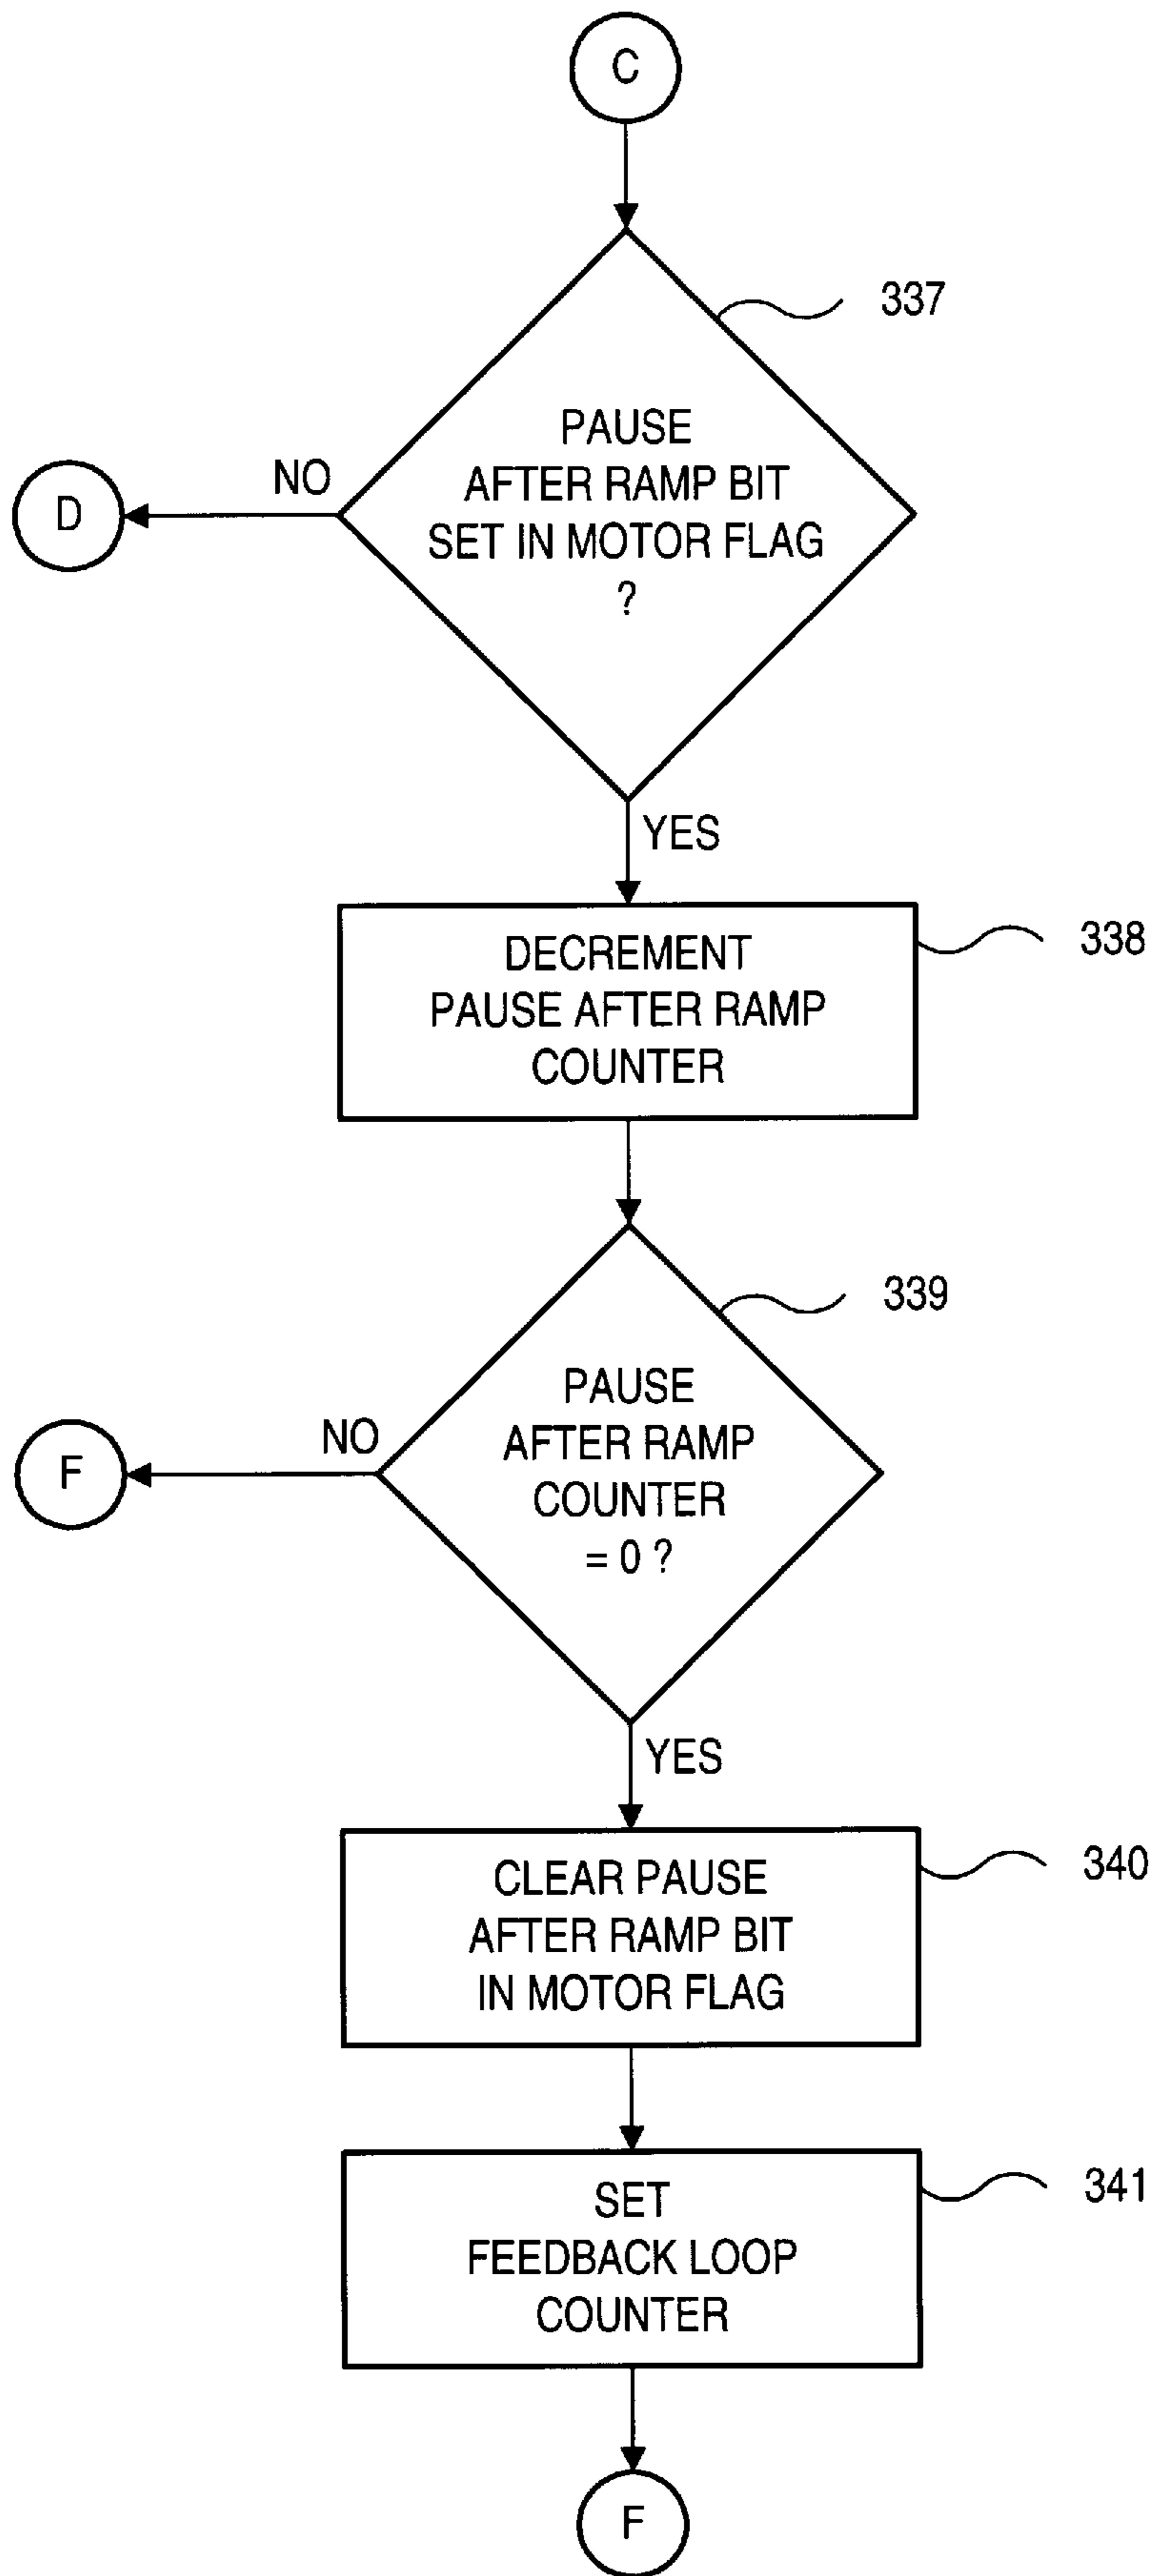 C
337
PAUSE
AFTER RAMP BIT
SET IN MOTOR FLAG
?
NO
D
YES
338
DECREMENT
PAUSE AFTER RAMP
COUNTER
339
PAUSE
AFTER RAMP
COUNTER
= 0 ?
NO
F
YES
340
CLEAR PAUSE
AFTER RAMP BIT
IN MOTOR FLAG
341
SET
FEEDBACK LOOP
COUNTER
F